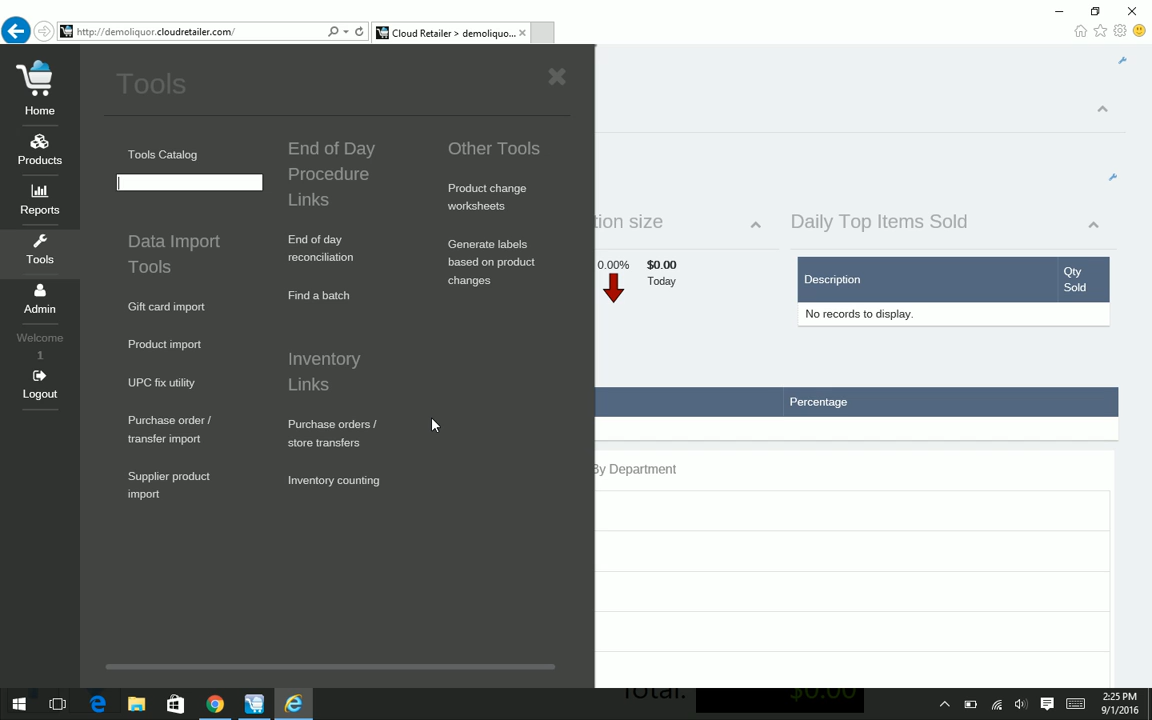 http://demoliquor.cloudretailer.com/
Cloud Retailer > demoliquo...
Home
Products
Reports
Tools
Admin
Welcome
1
Logout
Tools
Tools Catalog
Data Import
Tools
Gift card import
Product import
UPC fix utility
Purchase order /
transfer import
Supplier product
import
End of Day
Procedure
Links
End of day
reconciliation
Find a batch
Inventory
Links
Purchase orders /
store transfers
Inventory counting
Other Tools
Product change
worksheets
Generate labels
based on product
changes
tion size
0.00% $0.00
Today
Daily Top Items Sold
Description
Qty
Sold
No records to display.
Percentage
By Department
Total: $0.00
2:25 PM
9/1/2016